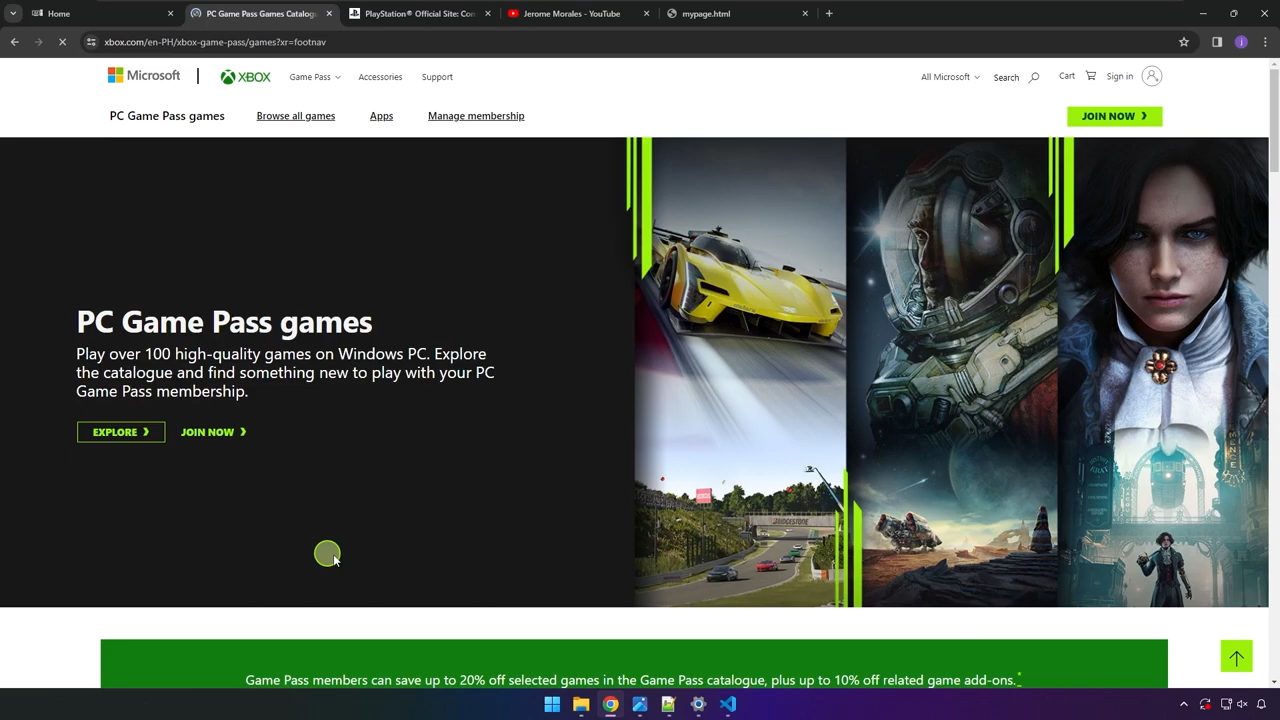 Home
PC Game Pass Games Catalogu
PlayStation® Official Site: Con
Jerome Morales - YouTube
mypage.html
xbox.com/en-PH/xbox-game-pass/games?xr=footnav
Microsoft
XBOX
Game Pass
Accessories
Support
All Microsoft
Search
Cart
Sign in
PC Game Pass games
Browse all games
Apps
Manage membership
JOIN NOW
PC Game Pass games
Play over 100 high-quality games on Windows PC. Explore
the catalogue and find something new to play with your PC
Game Pass membership.
EXPLORE
JOIN NOW
BRIDGESTONE
Game Pass members can save up to 20% off selected games in the Game Pass catalogue, plus up to 10% off related game add-ons.*